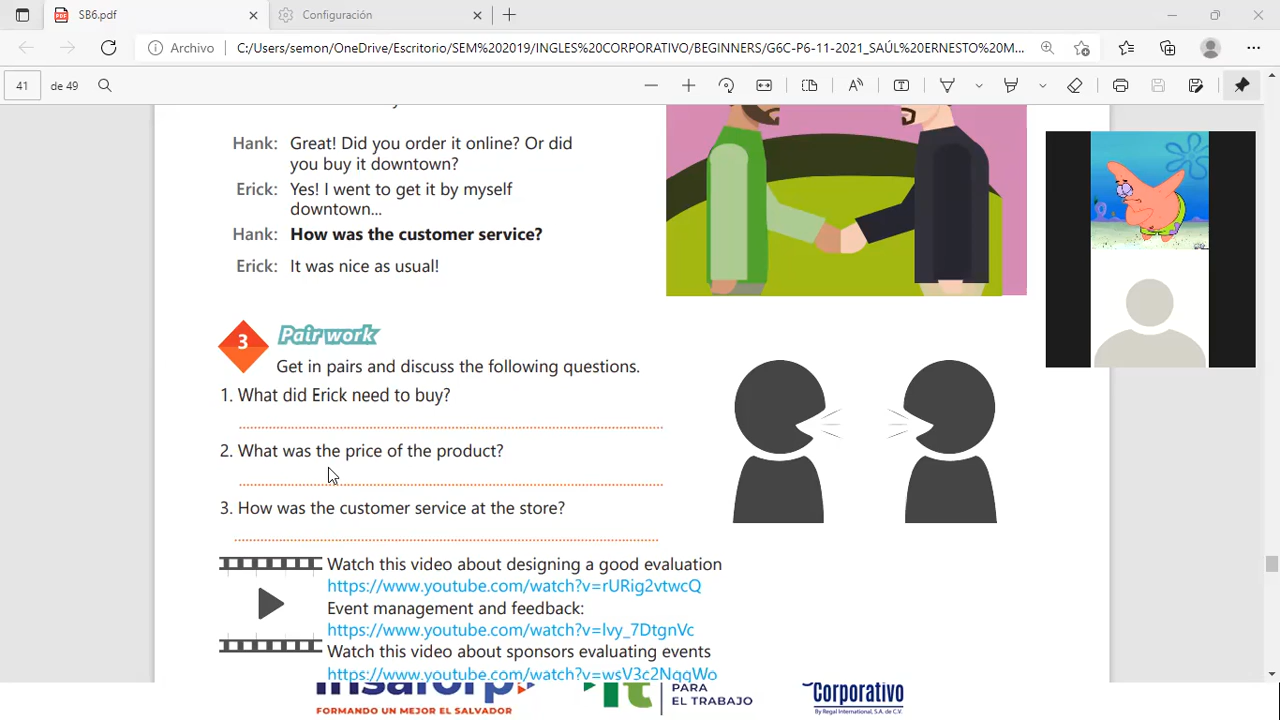 SB6.pdf
Configuración
Archivo
C:/Users/semon/OneDrive/Escritorio/SEM%202019/INGLES%20CORPORATIVO/BEGINNERS/G6C-P6-11-2021_SAÚL%20ERNESTO%20M...
41
de 49
Hank: Great! Did you order it online? Or did
you buy it downtown?
Erick: Yes! I went to get it by myself
downtown...
Hank: How was the customer service?
Erick: It was nice as usual!
3
Pair work
Get in pairs and discuss the following questions.
1. What did Erick need to buy?
2. What was the price of the product?
3. How was the customer service at the store?
Watch this video about designing a good evaluation
https://www.youtube.com/watch?v=rURig2vtwcQ
Event management and feedback:
https://www.youtube.com/watch?v=lvy_7DtgnVc
Watch this video about sponsors evaluating events
https://www.youtube.com/watch?v=wsV3c2NqgWo
insaforp
FORMANDO UN MEJOR EL SALVADOR
PARA
EL TRABAJO
Corporativo
By Regal International, S.A. de C.V.